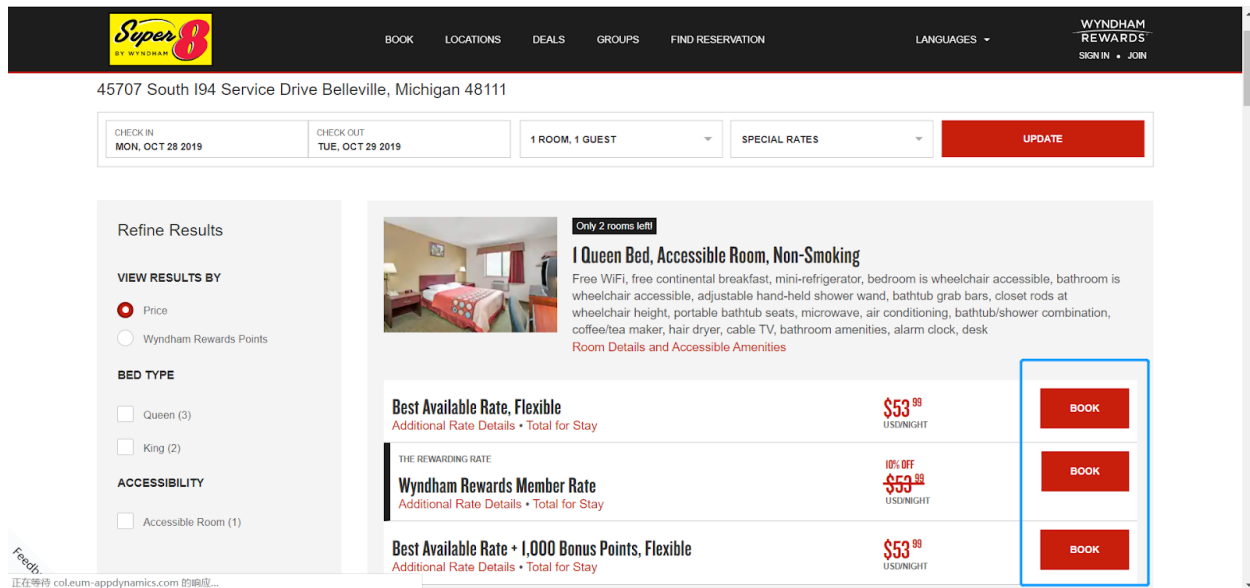 Super 8
BY WYNDHAM
BOOK
LOCATIONS
DEALS
GROUPS
FIND RESERVATION
LANGUAGES
WYNDHAM
REWARDS
SIGN IN • JOIN
45707 South I94 Service Drive Belleville, Michigan 48111
CHECK IN
MON, OCT 28 2019
CHECK OUT
TUE, OCT 29 2019
1 ROOM, 1 GUEST
SPECIAL RATES
UPDATE
Refine Results
VIEW RESULTS BY
Price
Wyndham Rewards Points
BED TYPE
Queen (3)
King (2)
ACCESSIBILITY
Accessible Room (1)
Only 2 rooms left!
1 Queen Bed, Accessible Room, Non-Smoking
Free WiFi, free continental breakfast, mini-refrigerator, bedroom is wheelchair accessible, bathroom is
wheelchair accessible, adjustable hand-held shower wand, bathtub grab bars, closet rods at
wheelchair height, portable bathtub seats, microwave, air conditioning, bathtub/shower combination,
coffee/tea maker, hair dryer, cable TV, bathroom amenities, alarm clock, desk
Room Details and Accessible Amenities
Best Available Rate, Flexible
Additional Rate Details • Total for Stay
$53 99
USD/NIGHT
BOOK
THE REWARDING RATE
Wyndham Rewards Member Rate
Additional Rate Details • Total for Stay
10% OFF
$53 99
USD/NIGHT
BOOK
Best Available Rate + 1,000 Bonus Points, Flexible
Additional Rate Details • Total for Stay
$53 99
USD/NIGHT
BOOK
正在等待 col.eum-appdynamics.com 的响应...